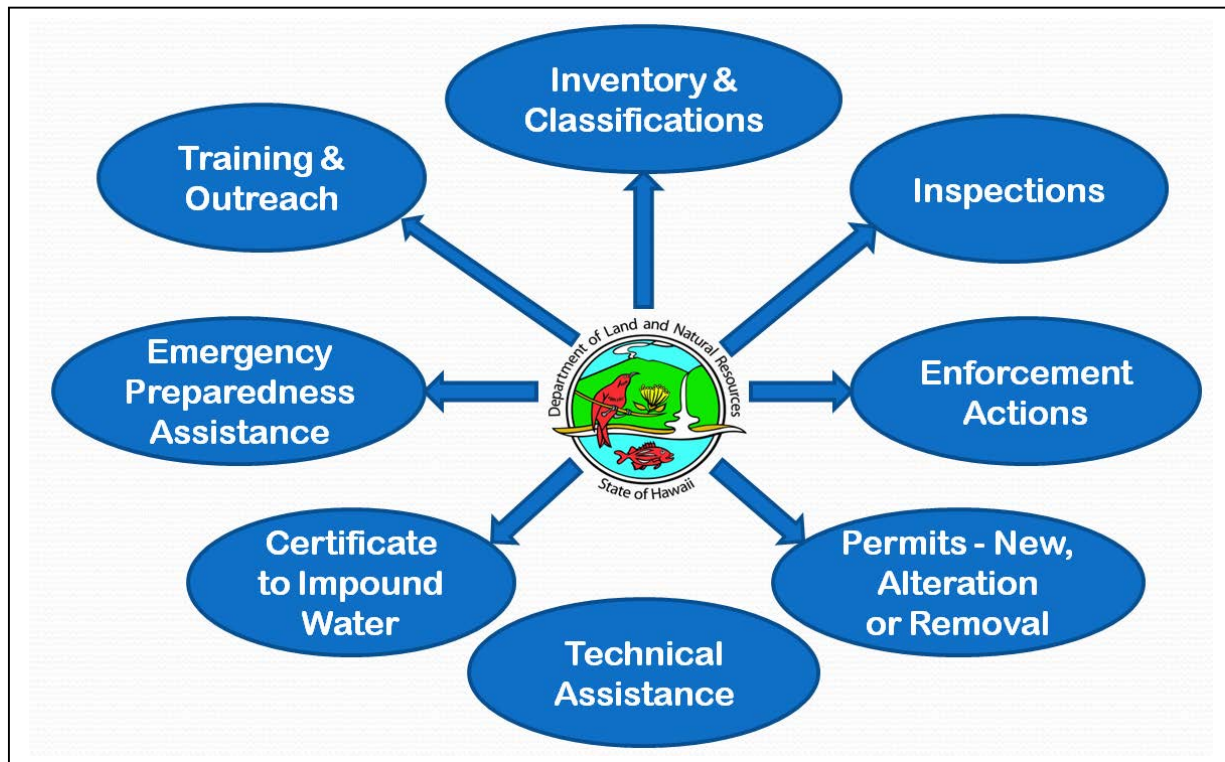 Inventory &
Classifications
Training &
Outreach
Inspections
Department of Land and Natural Resources
State of Hawaii
Emergency
Preparedness
Assistance
Enforcement
Actions
Certificate
to Impound
Water
Permits - New,
Alteration
or Removal
Technical
Assistance